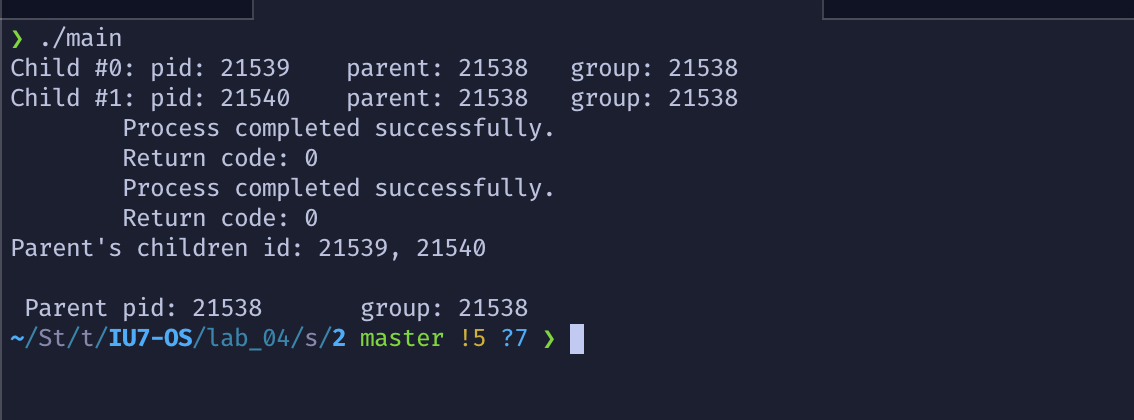 ❯ ./main
Child #0: pid: 21539    parent: 21538   group: 21538
Child #1: pid: 21540    parent: 21538   group: 21538
        Process completed successfully.
        Return code: 0
        Process completed successfully.
        Return code: 0
Parent's children id: 21539, 21540

 Parent pid: 21538       group: 21538
~/St/t/IU7-OS/lab_04/s/2 master !5 ?7 ❯